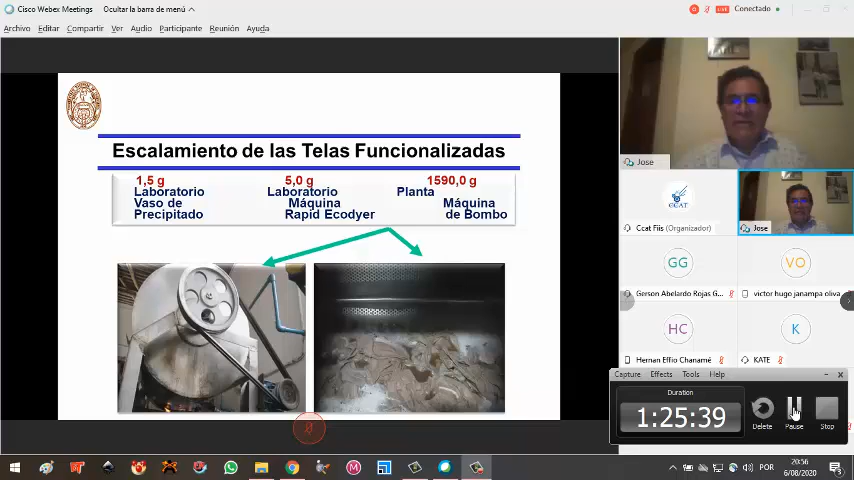 Cisco Webex Meetings
Ocultar la barra de menú
Conectado
LIVE
Archivo Editar Compartir Ver Audio Participante Reunión Ayuda
Escalamiento de las Telas Funcionalizadas
1,5 g 5,0 g 1590,0 g
Laboratorio Laboratorio Planta
Vaso de Máquina Máquina
Precipitado Rapid Ecodyer de Bombo
Jose
Ccat Fiis (Organizador)
CCAT
Jose
GG
VO
Gerson Abelardo Rojas G...
victor hugo janampa oliva
HC
K
Hernan Effio Chanamé
KATE
Capture Effects Tools Help
Duration
1:25:39
Delete Pause Stop
POR
20:56
6/08/2020